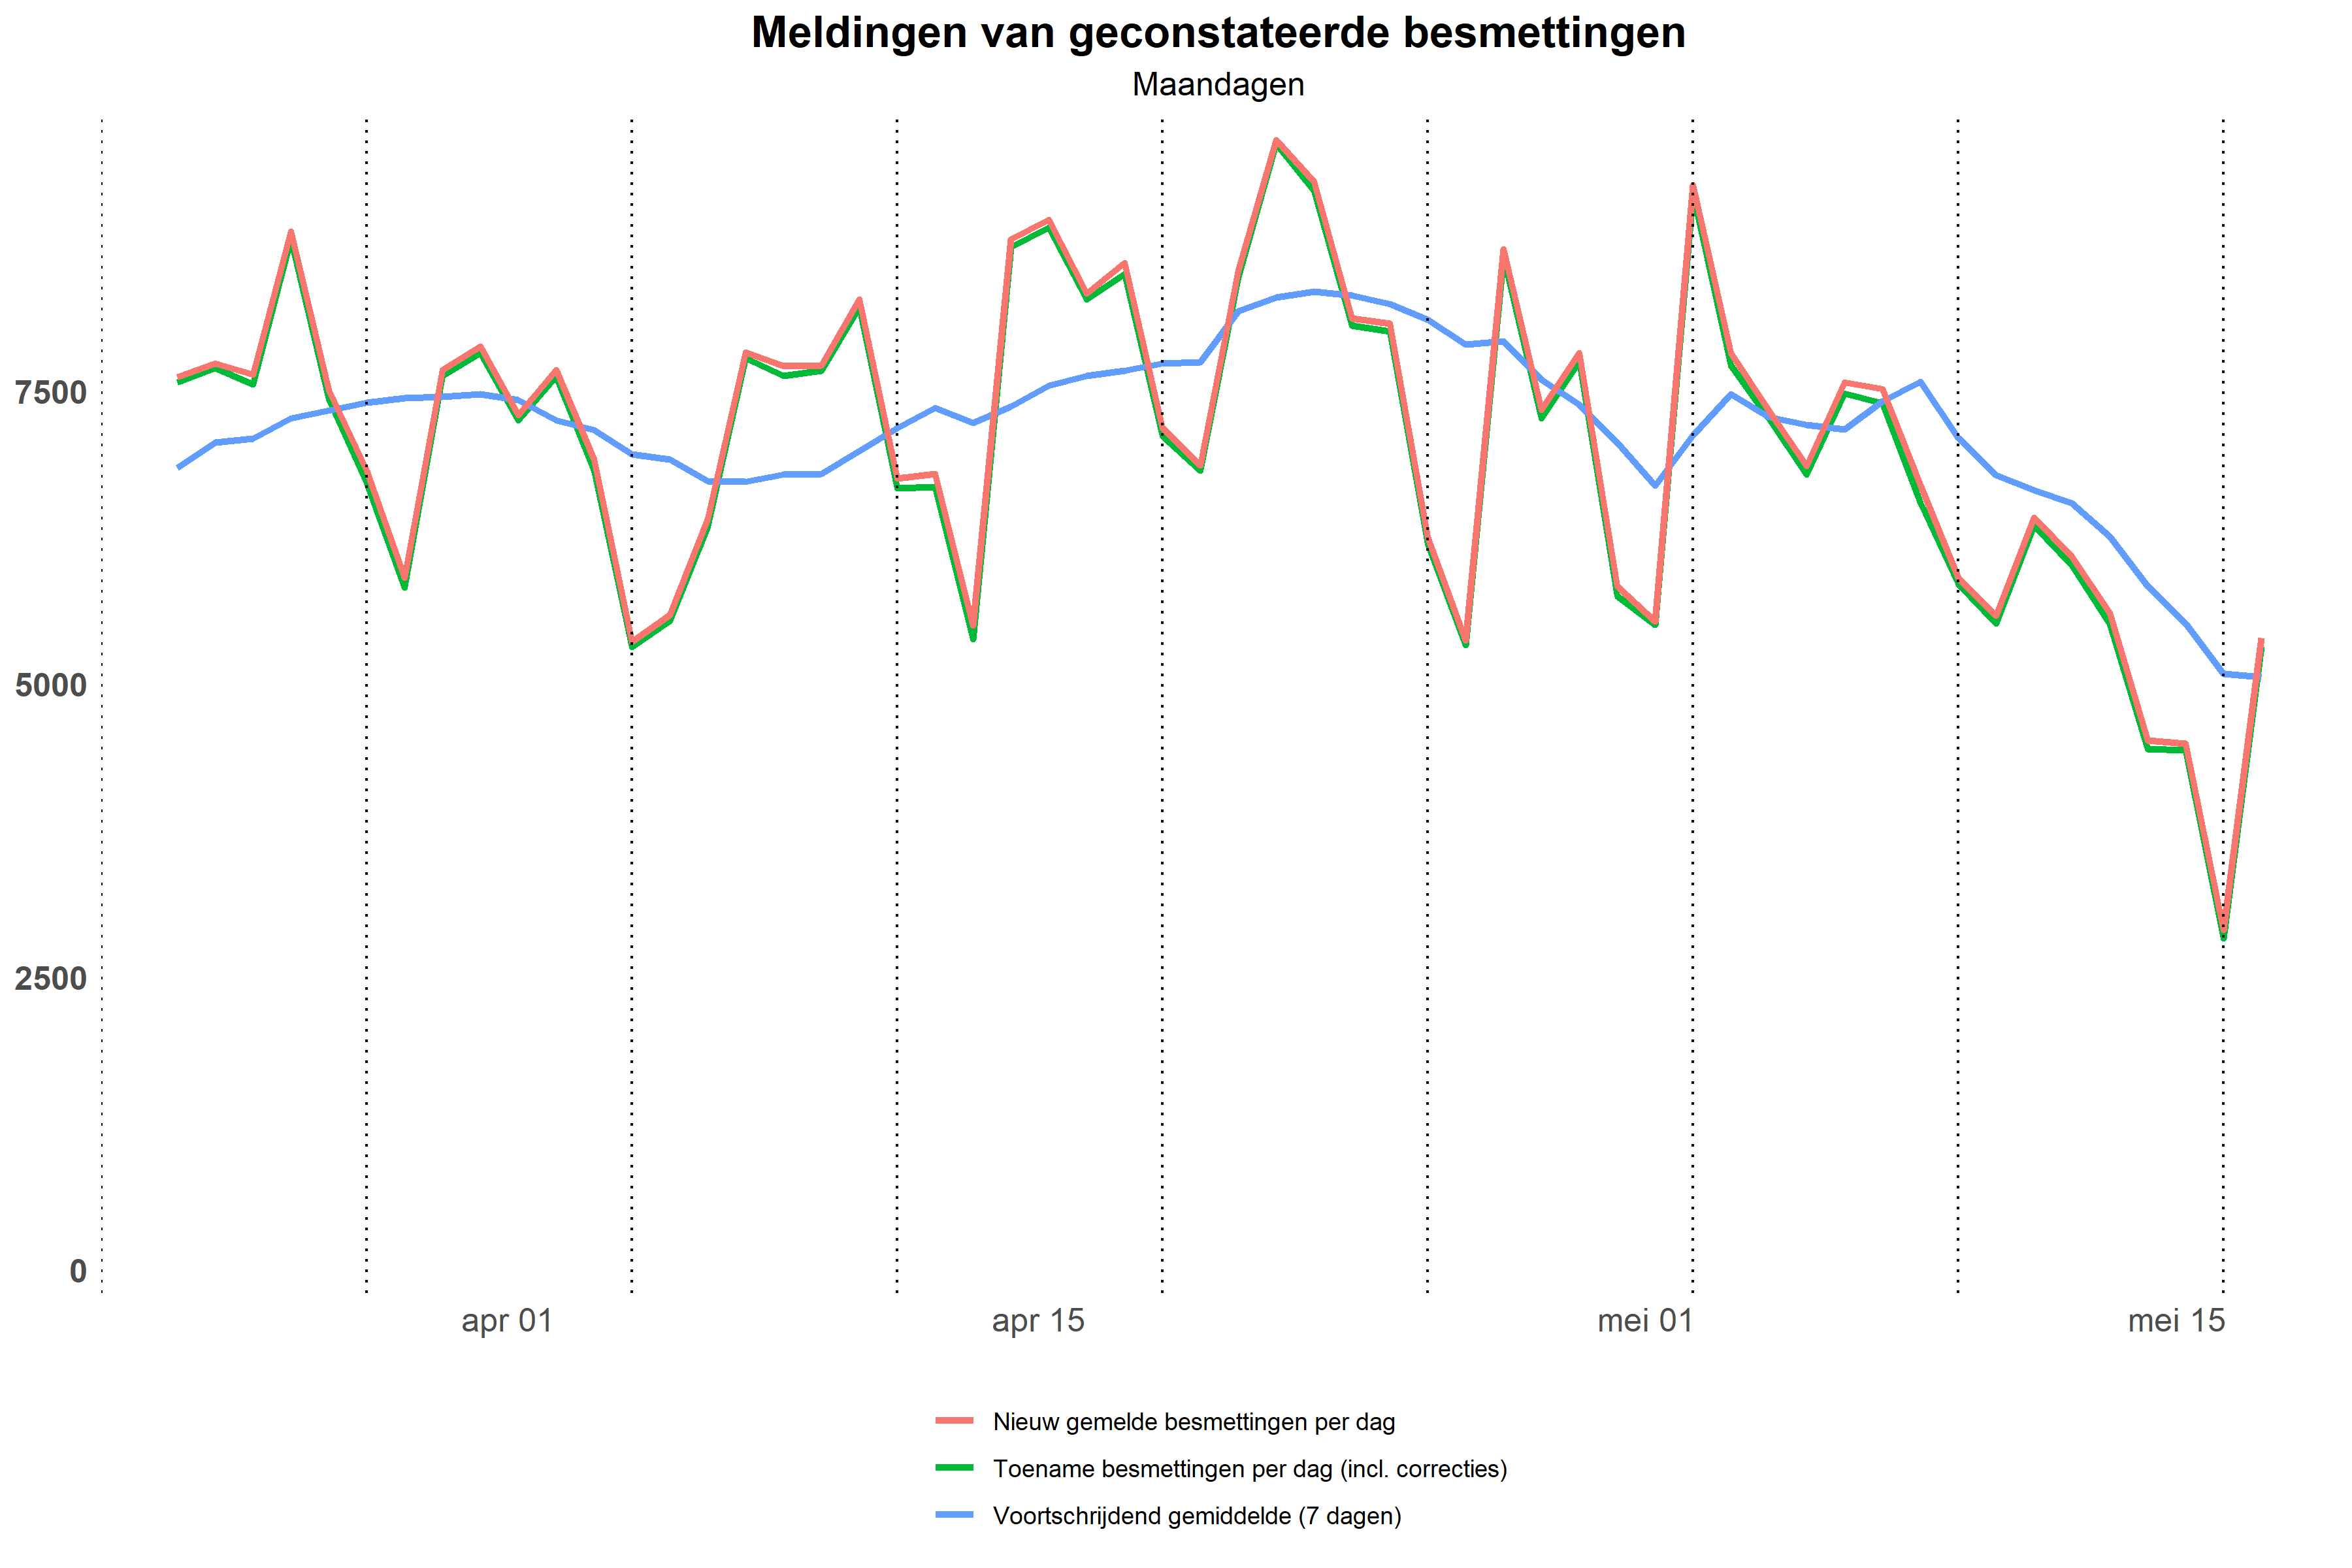 Meldingen van geconstateerde besmettingen
Maandagen
7500
5000
2500
0
apr 01
apr 15
mei 01
mei 15
Nieuw gemelde besmettingen per dag
Toename besmettingen per dag (incl. correcties)
Voortschrijdend gemiddelde (7 dagen)